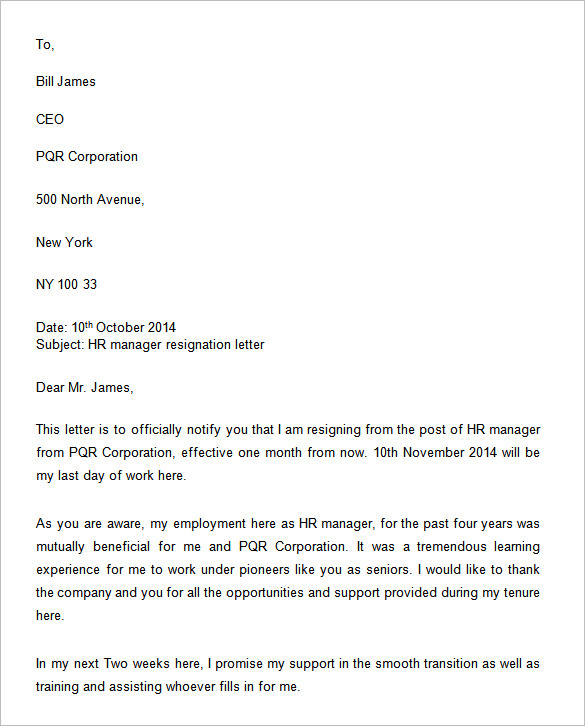 To,
Bill James
CEO
PQR Corporation
500 North Avenue,
New York
NY 100 33
Date: 10th October 2014
Subject: HR manager resignation letter
Dear Mr. James,
This letter is to officially notify you that I am resigning from the post of HR manager
from PQR Corporation, effective one month from now. 10th November 2014 will be
my last day of work here.
As you are aware, my employment here as HR manager, for the past four years was
mutually beneficial for me and PQR Corporation. It was a tremendous learning
experience for me to work under pioneers like you as seniors. I would like to thank
the company and you for all the opportunities and support provided during my tenure
here.
In my next Two weeks here, I promise my support in the smooth transition as well as
training and assisting whoever fills in for me.